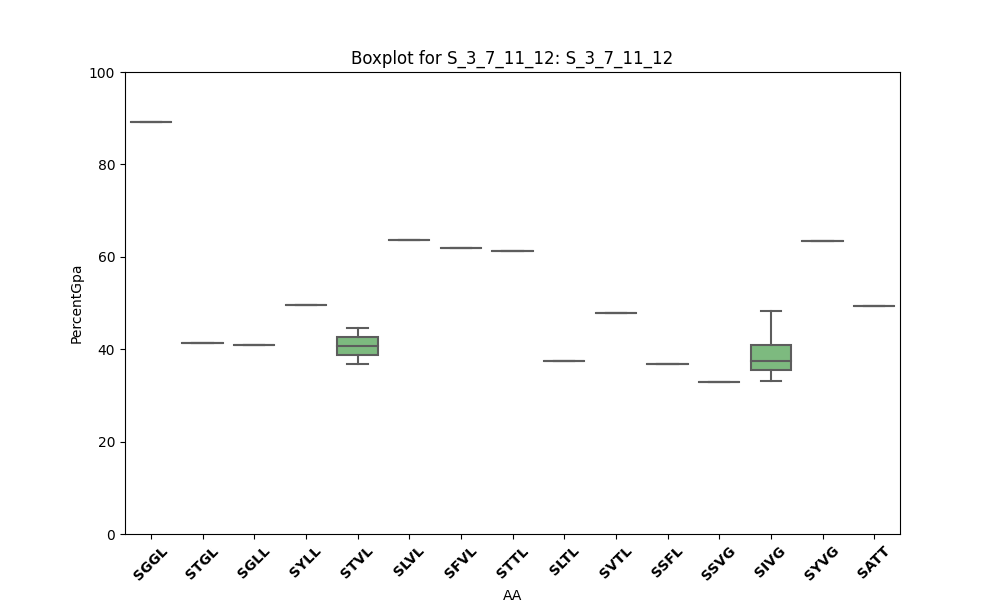 Boxplot for S_3_7_11_12: S_3_7_11_12
100
80
60
40
20
0
PercentGpa
SGGL STGL SGLL SYLL STVL SLVL SFVL STTL SLTL SVTL SSFL SSVG SIVG SYVG SATT
AA